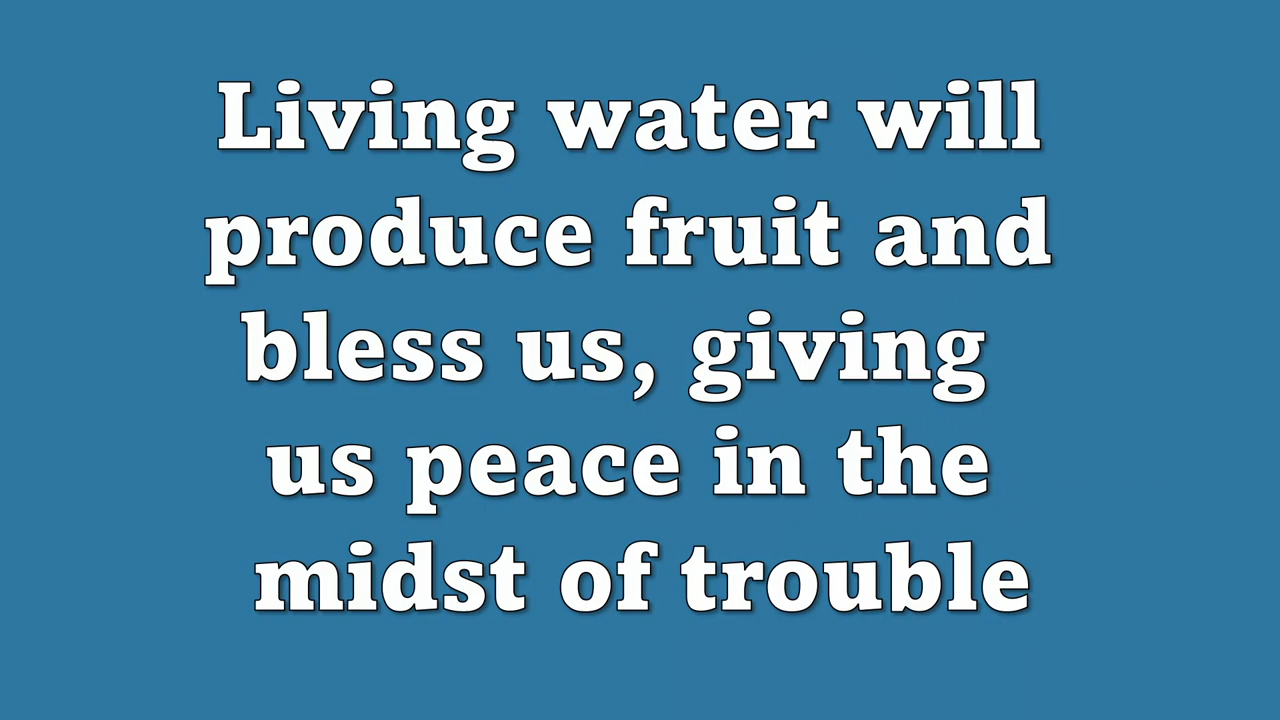 Living water will
produce fruit and
bless us, giving
us peace in the
midst of trouble